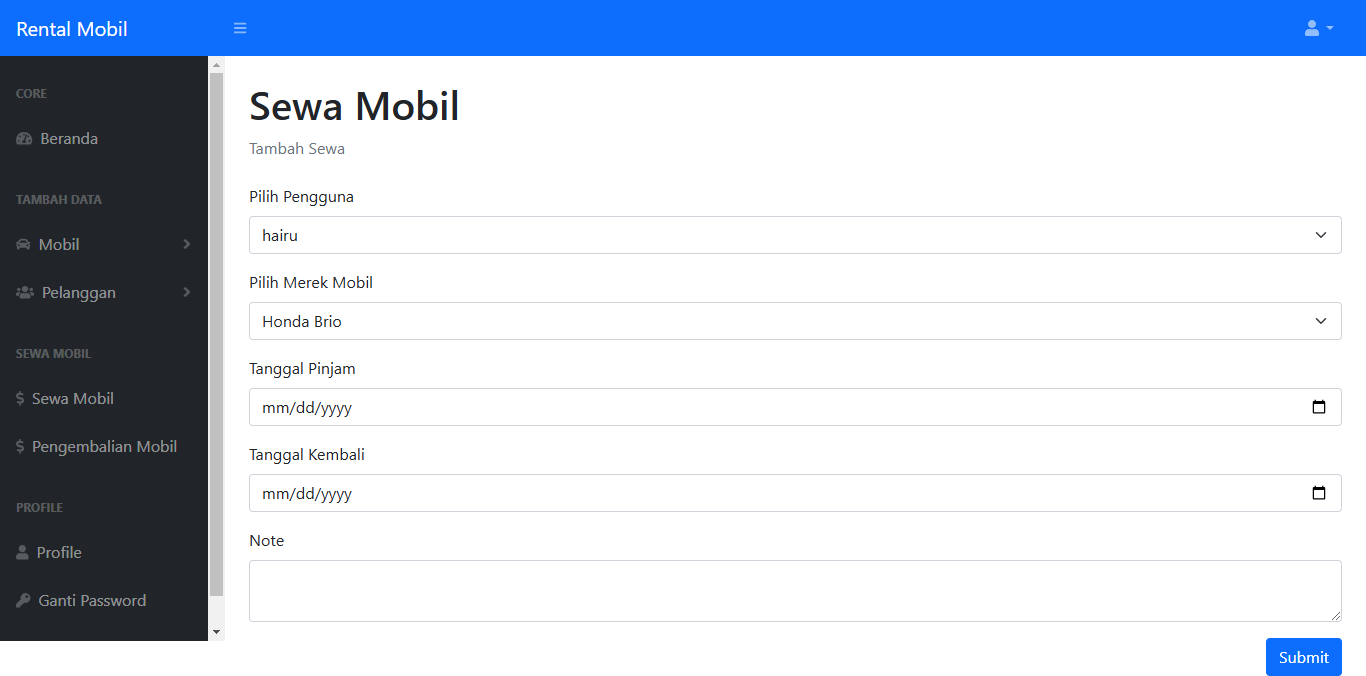 Rental Mobil
CORE
Beranda
TAMBAH DATA
Mobil
Pelanggan
SEWA MOBIL
$ Sewa Mobil
$ Pengembalian Mobil
PROFILE
Profile
Ganti Password
Sewa Mobil
Tambah Sewa
Pilih Pengguna
hairu
Pilih Merek Mobil
Honda Brio
Tanggal Pinjam
mm/dd/yyyy
Tanggal Kembali
mm/dd/yyyy
Note
Submit